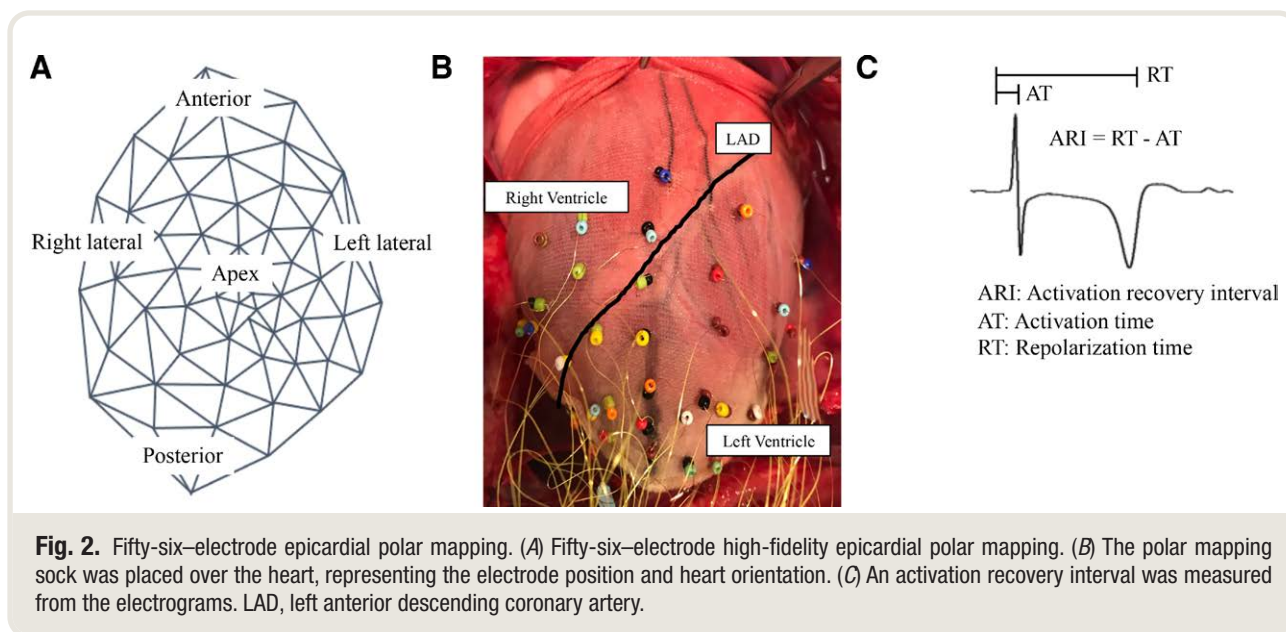 A
Anterior
Right lateral
Left lateral
Apex
Posterior
B
LAD
Right Ventricle
Left Ventricle
C
RT
AT
ARI = RT - AT
ARI: Activation recovery interval
AT: Activation time
RT: Repolarization time
Fig. 2. Fifty-six–electrode epicardial polar mapping. (A) Fifty-six–electrode high-fidelity epicardial polar mapping. (B) The polar mapping
sock was placed over the heart, representing the electrode position and heart orientation. (C) An activation recovery interval was measured
from the electrograms. LAD, left anterior descending coronary artery.